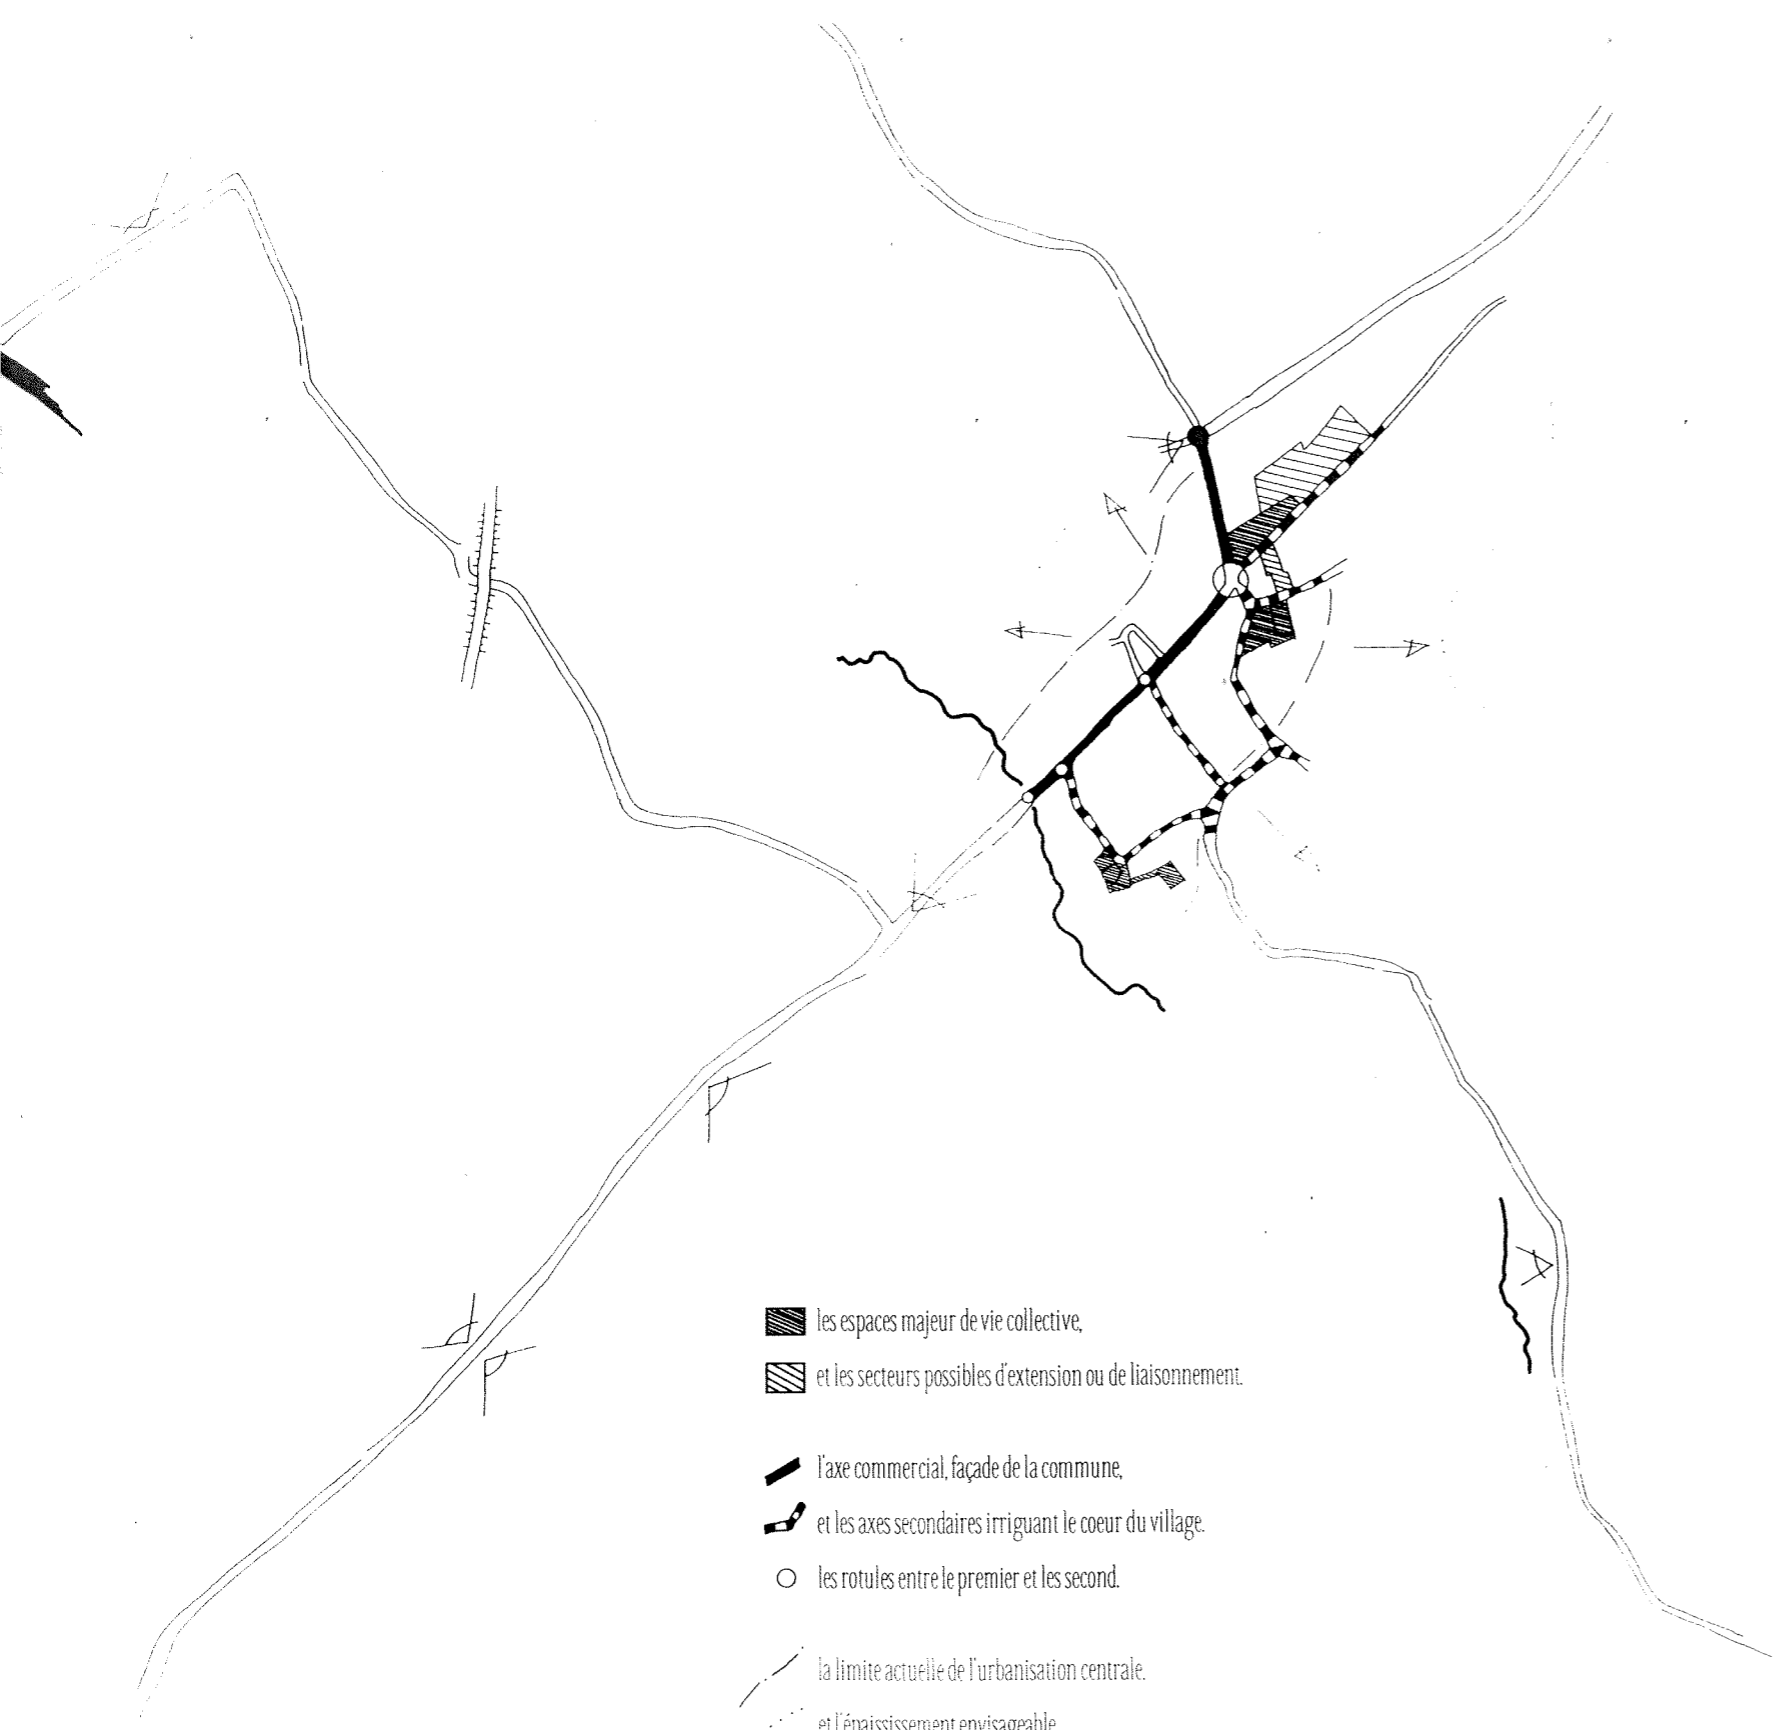 les espaces majeur de vie collective,
et les secteurs possibles d'extension ou de liaisonnement.
l'axe commercial, façade de la commune,
et les axes secondaires irriguant le coeur du village.
les rotules entre le premier et les second.
la limite actuelle de l'urbanisation centrale.
et l'épaississement envisageable